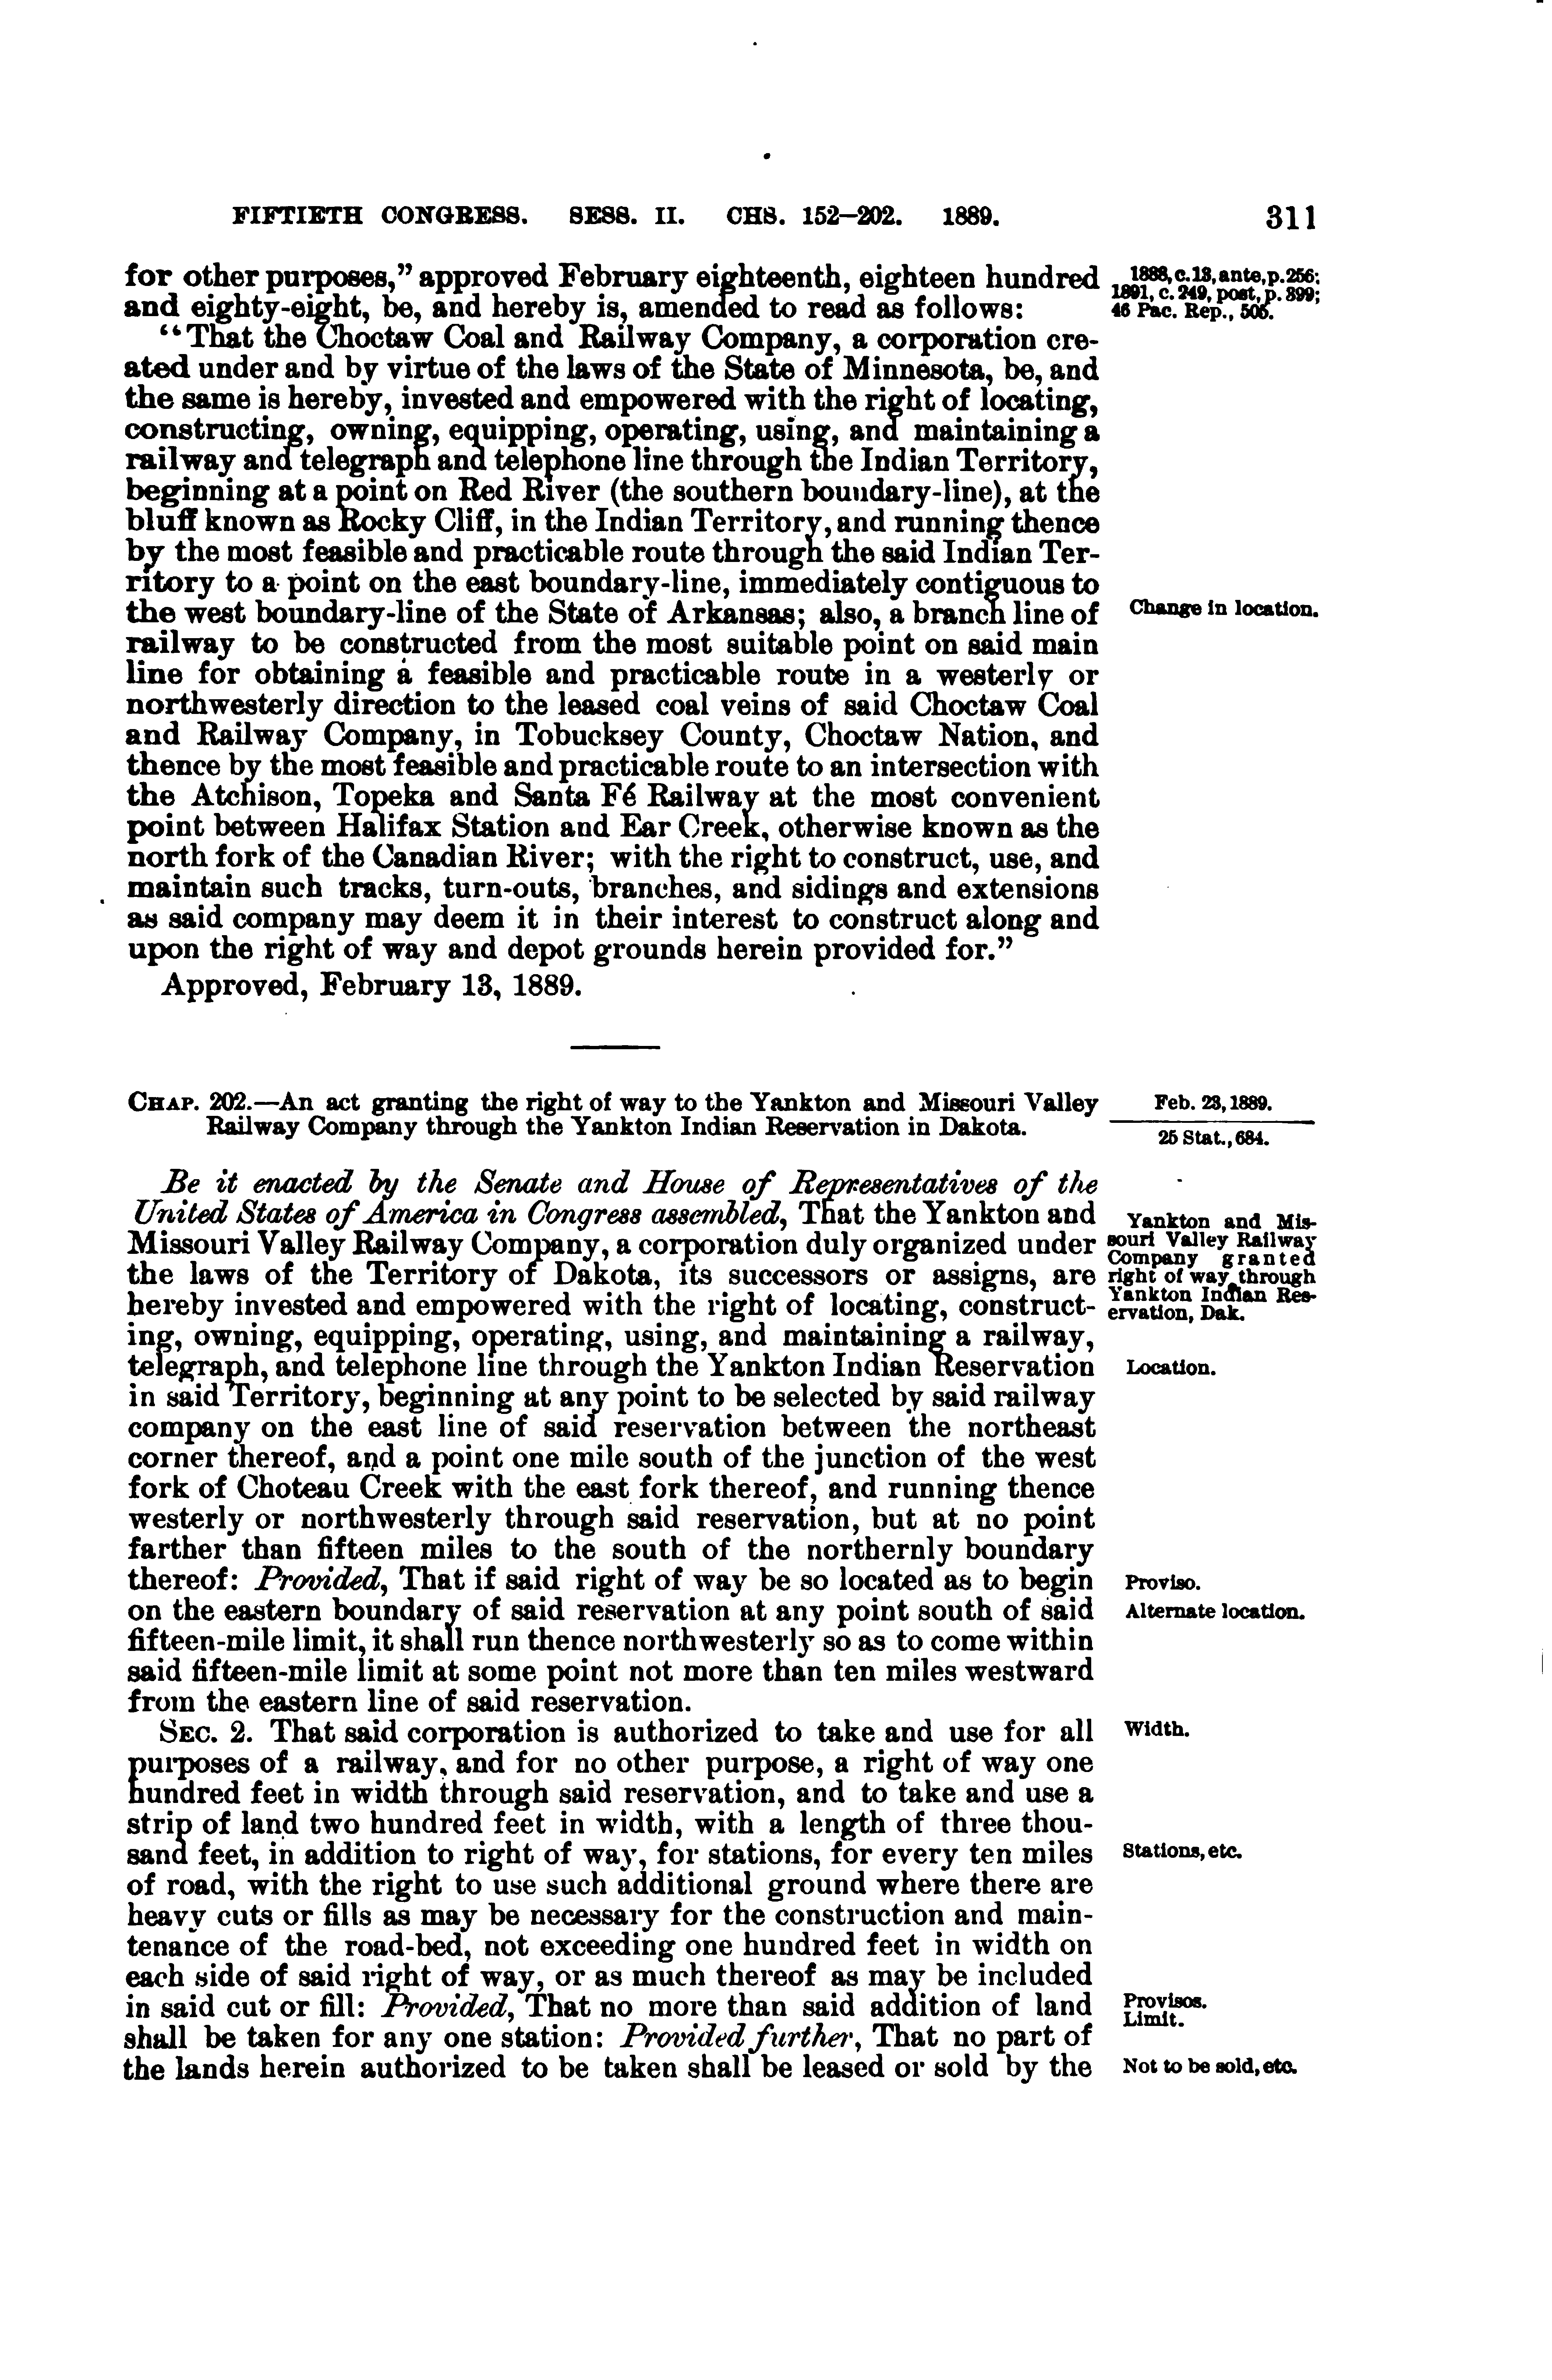 FIFTIETH CONGRESS. SESS. II. CHS. 152–202. 1889.
311
for other purposes,” approved February eighteenth, eighteen hundred
and eighty-eight, be, and hereby is, amended to read as follows:
1888, c. 13, ante, p. 256;
1891, c. 249, post, p. 399;
46 Pac. Rep., 505.
“That the Choctaw Coal and Railway Company, a corporation cre-
ated under and by virtue of the laws of the State of Minnesota, be, and
the same is hereby, invested and empowered with the right of locating,
constructing, owning, equipping, operating, using, and maintaining a
railway and telegraph and telephone line through the Indian Territory,
beginning at a point on Red River (the southern boundary-line), at the
bluff known as Rocky Cliff, in the Indian Territory, and running thence
by the most feasible and practicable route through the said Indian Ter-
ritory to a point on the east boundary-line, immediately contiguous to
the west boundary-line of the State of Arkansas; also, a branch line of
Change in location.
railway to be constructed from the most suitable point on said main
line for obtaining a feasible and practicable route in a westerly or
northwesterly direction to the leased coal veins of said Choctaw Coal
and Railway Company, in Tobucksey County, Choctaw Nation, and
thence by the most feasible and practicable route to an intersection with
the Atchison, Topeka and Santa Fé Railway at the most convenient
point between Halifax Station and Ear Creek, otherwise known as the
north fork of the Canadian River; with the right to construct, use, and
maintain such tracks, turn-outs, branches, and sidings and extensions
as said company may deem it in their interest to construct along and
upon the right of way and depot grounds herein provided for.”
Approved, February 13, 1889.
CHAP. 202.—An act granting the right of way to the Yankton and Missouri Valley
Railway Company through the Yankton Indian Reservation in Dakota.
Feb. 23, 1889.
25 Stat., 684.
Be it enacted by the Senate and House of Representatives of the
United States of America in Congress assembled, That the Yankton and
Missouri Valley Railway Company, a corporation duly organized under
the laws of the Territory of Dakota, its successors or assigns, are
hereby invested and empowered with the right of locating, construct-
ing, owning, equipping, operating, using, and maintaining a railway,
Yankton and Mis-
souri Valley Railway
Company granted
right of way through
Yankton Indian Res-
ervation, Dak.
telegraph, and telephone line through the Yankton Indian Reservation
Location.
in said Territory, beginning at any point to be selected by said railway
company on the east line of said reservation between the northeast
corner thereof, and a point one mile south of the junction of the west
fork of Choteau Creek with the east fork thereof, and running thence
westerly or northwesterly through said reservation, but at no point
farther than fifteen miles to the south of the northernly boundary
thereof: Provided, That if said right of way be so located as to begin
Proviso.
on the eastern boundary of said reservation at any point south of said
Alternate location.
fifteen-mile limit, it shall run thence northwesterly so as to come within
said fifteen-mile limit at some point not more than ten miles westward
from the eastern line of said reservation.
SEC. 2. That said corporation is authorized to take and use for all
Width.
purposes of a railway, and for no other purpose, a right of way one
hundred feet in width through said reservation, and to take and use a
strip of land two hundred feet in width, with a length of three thou-
sand feet, in addition to right of way, for stations, for every ten miles
Stations, etc.
of road, with the right to use such additional ground where there are
heavy cuts or fills as may be necessary for the construction and main-
tenance of the road-bed, not exceeding one hundred feet in width on
each side of said right of way, or as much thereof as may be included
in said cut or fill: Provided, That no more than said addition of land
Provisos.
Limit.
shall be taken for any one station: Provided further, That no part of
the lands herein authorized to be taken shall be leased or sold by the
Not to be sold, etc.